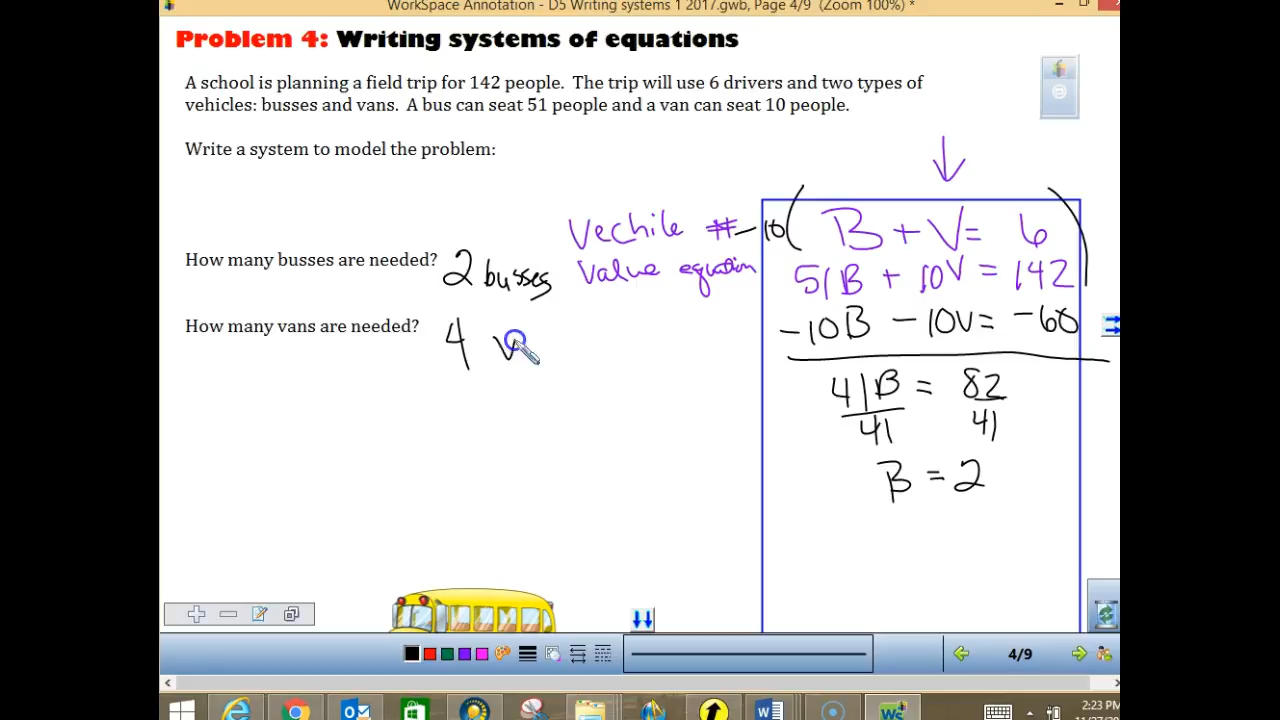 WorkSpace Annotation - D5 Writing systems 1 2017.gwb, Page 4/9 (Zoom 100%) *
Problem 4: Writing systems of equations
A school is planning a field trip for 142 people. The trip will use 6 drivers and two types of
vehicles: busses and vans. A bus can seat 51 people and a van can seat 10 people.
Write a system to model the problem:
Vechile # -10( B + V = 6 )
Value equation 51B + 10V = 142
How many busses are needed? 2 busses
-10B - 10V = -60
How many vans are needed? 4 v
41B = 82
41 41
B = 2
4/9
2:23 PM